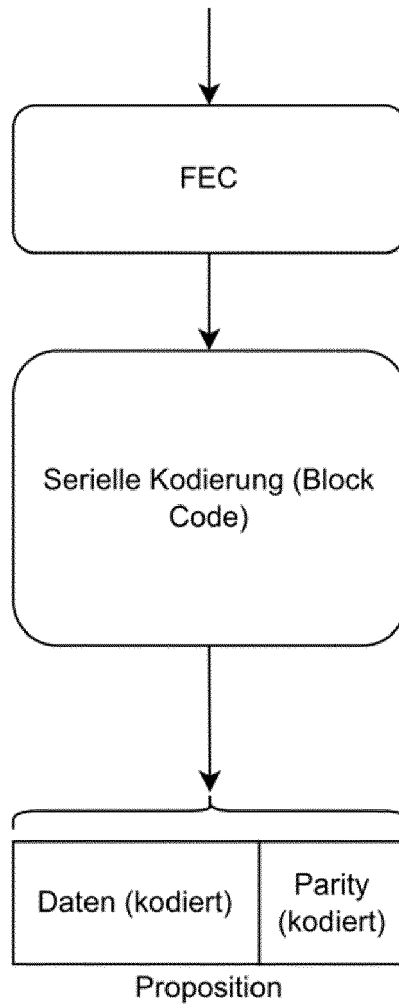 FEC
Serielle Kodierung (Block
Code)
Daten (kodiert)
Parity
(kodiert)
Proposition